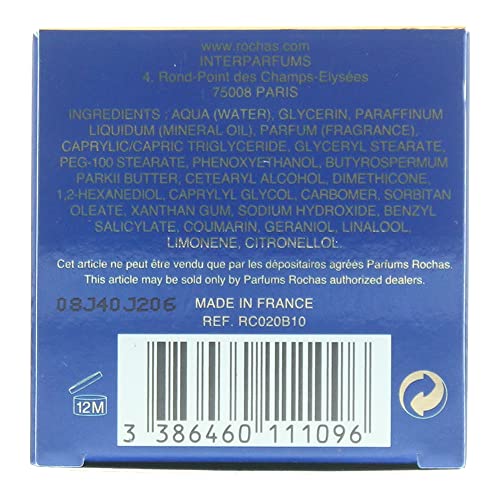 www.rochas.com
INTERPARFUMS
4, Rond-Point des Champs-Elysées
75008 PARIS
INGREDIENTS : AQUA (WATER), GLYCERIN, PARAFFINUM
LIQUIDUM (MINERAL OIL), PARFUM (FRAGRANCE),
CAPRYLIC/CAPRIC TRIGLYCERIDE, GLYCERYL STEARATE,
PEG-100 STEARATE, PHENOXYETHANOL, BUTYROSPERMUM
PARKII BUTTER, CETEARYL ALCOHOL, DIMETHICONE,
1,2-HEXANEDIOL, CAPRYLYL GLYCOL, CARBOMER, SORBITAN
OLEATE, XANTHAN GUM, SODIUM HYDROXIDE, BENZYL
SALICYLATE, COUMARIN, GERANIOL, LINALOOL,
LIMONENE, CITRONELLOL.
Cet article ne peut être vendu que par les dépositaires agréés Parfums Rochas.
This article may be sold only by Parfums Rochas authorized dealers.
08J40J206
MADE IN FRANCE
REF. RC020B10
12M
3 386460 111096